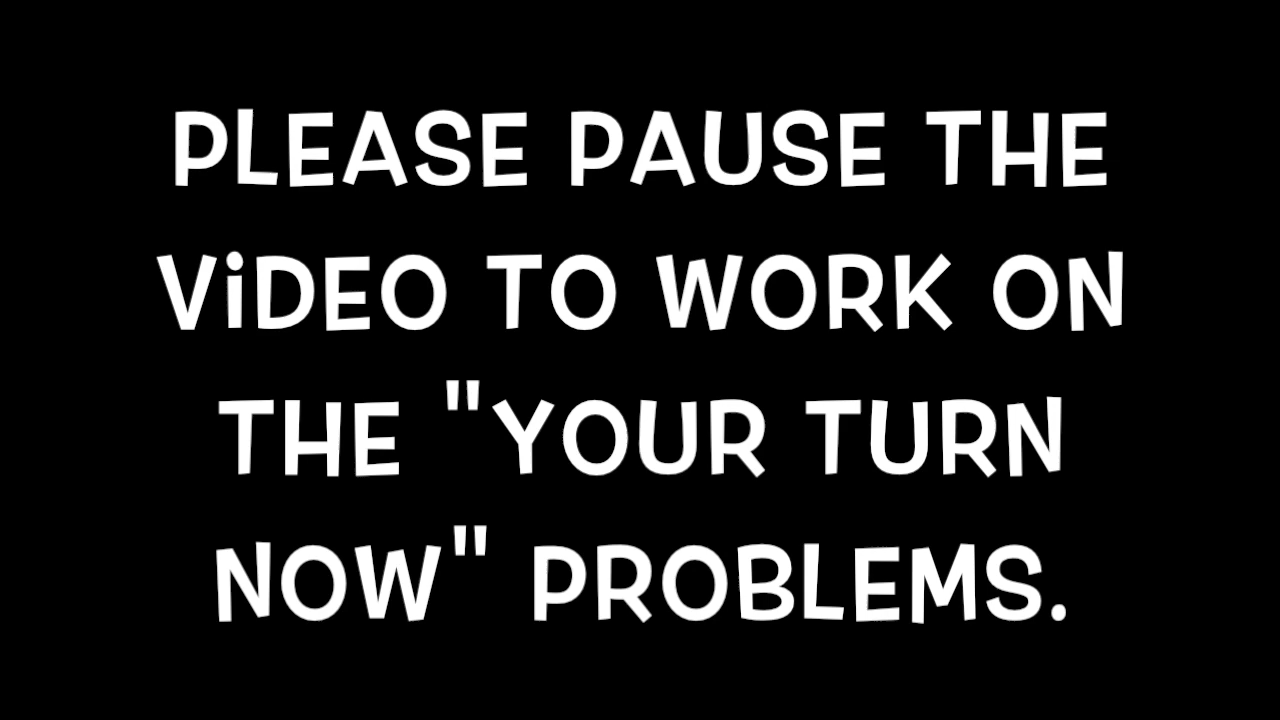 PLEASE PAUSE THE
ViDEO TO WORK ON
THE "YOUR TURN
NOW" PROBLEMS.